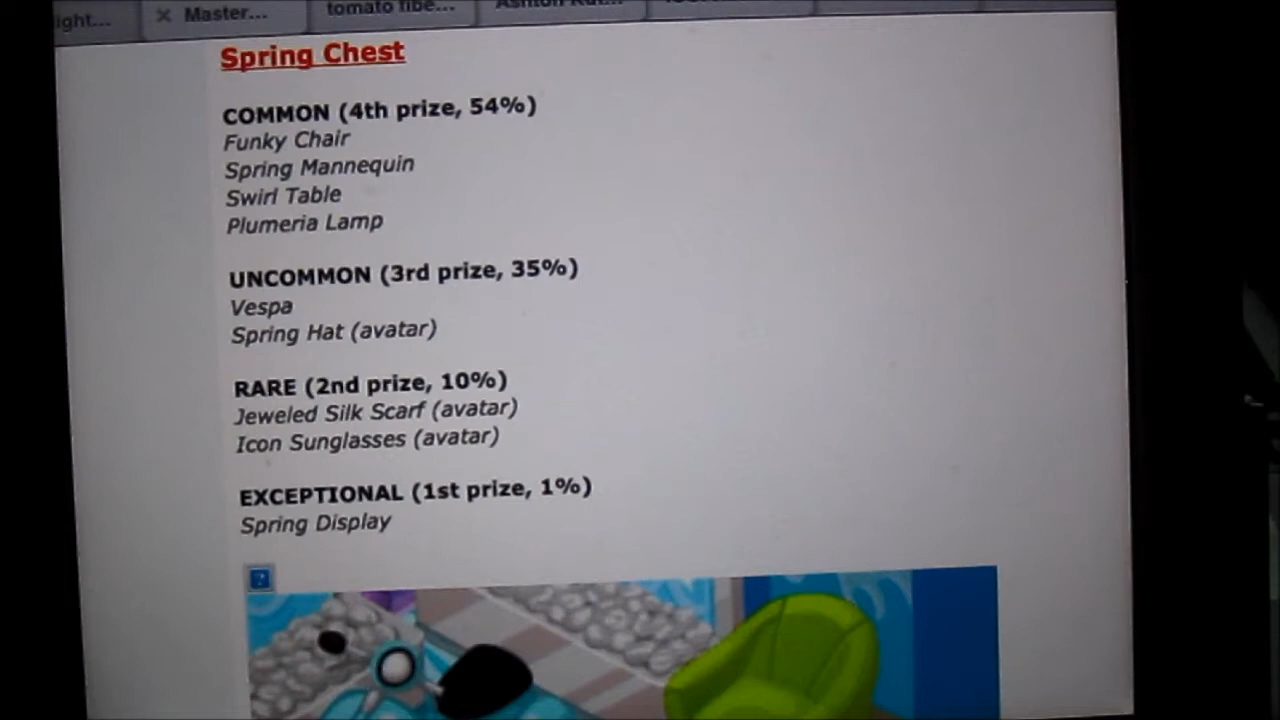 ight...
Master...
tomato fibe...
Spring Chest
COMMON (4th prize, 54%)
Funky Chair
Spring Mannequin
Swirl Table
Plumeria Lamp
UNCOMMON (3rd prize, 35%)
Vespa
Spring Hat (avatar)
RARE (2nd prize, 10%)
Jeweled Silk Scarf (avatar)
Icon Sunglasses (avatar)
EXCEPTIONAL (1st prize, 1%)
Spring Display
?